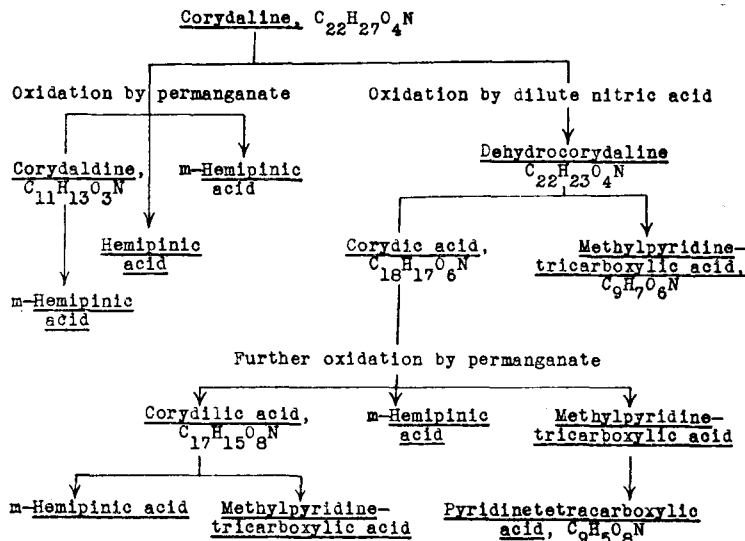 Corydaline, C22H27O4N
Oxidation by permanganate
Oxidation by dilute nitric acid
Corydaldine,
C11H13O3N
m-Hemipinic
acid
Dehydrocorydaline
C22H23O4N
Hemipinic
acid
Corydic acid,
C18H17O6N
Methylpyridine-
tricarboxylic acid,
C9H7O6N
m-Hemipinic
acid
Further oxidation by permanganate
Corydilic acid,
C17H15O8N
m-Hemipinic
acid
Methylpyridine-
tricarboxylic acid
m-Hemipinic acid
Methylpyridine-
tricarboxylic acid
Pyridinetetracarboxylic
acid, C9H5O8N